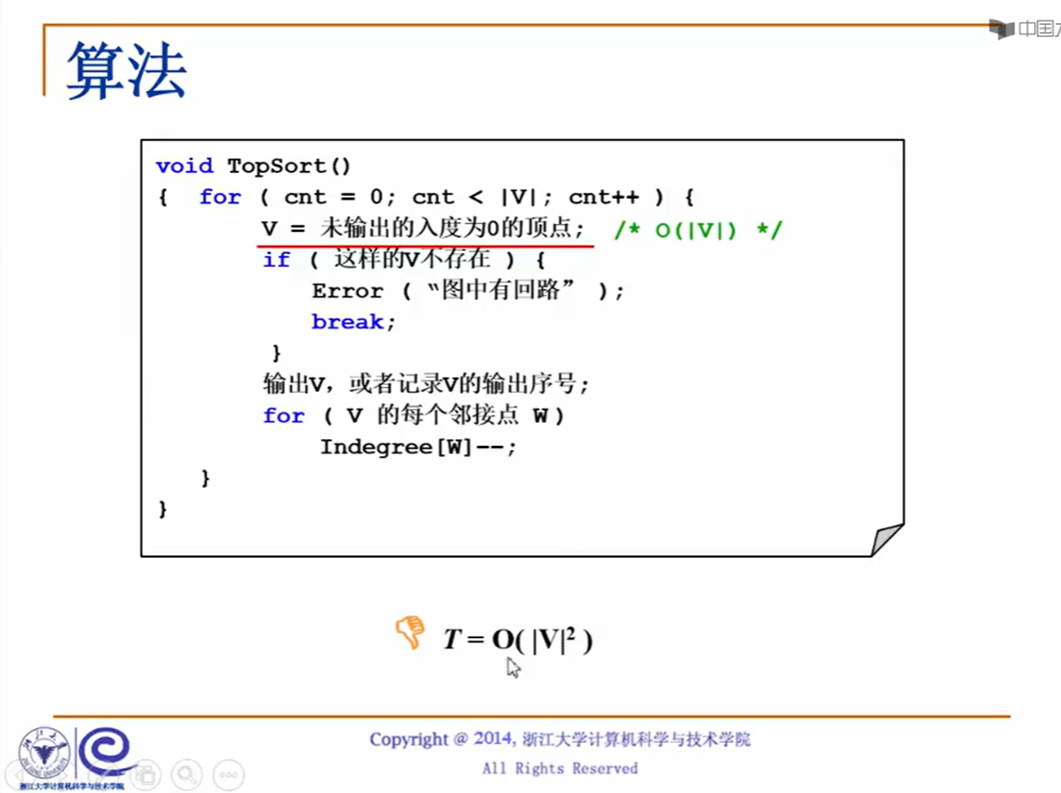 中国
算法
void TopSort()
{ for ( cnt = 0; cnt < |V|; cnt++ ) {
V = 未输出的入度为0的顶点; /* O(|V|) */
if ( 这样的V不存在 ) {
Error ( “图中有回路” );
break;
}
输出V，或者记录V的输出序号;
for ( V 的每个邻接点 W )
Indegree[W]--;
}
}
T = O( |V|² )
Copyright @ 2014, 浙江大学计算机科学与技术学院
All Rights Reserved
浙江大学计算机科学与技术学院